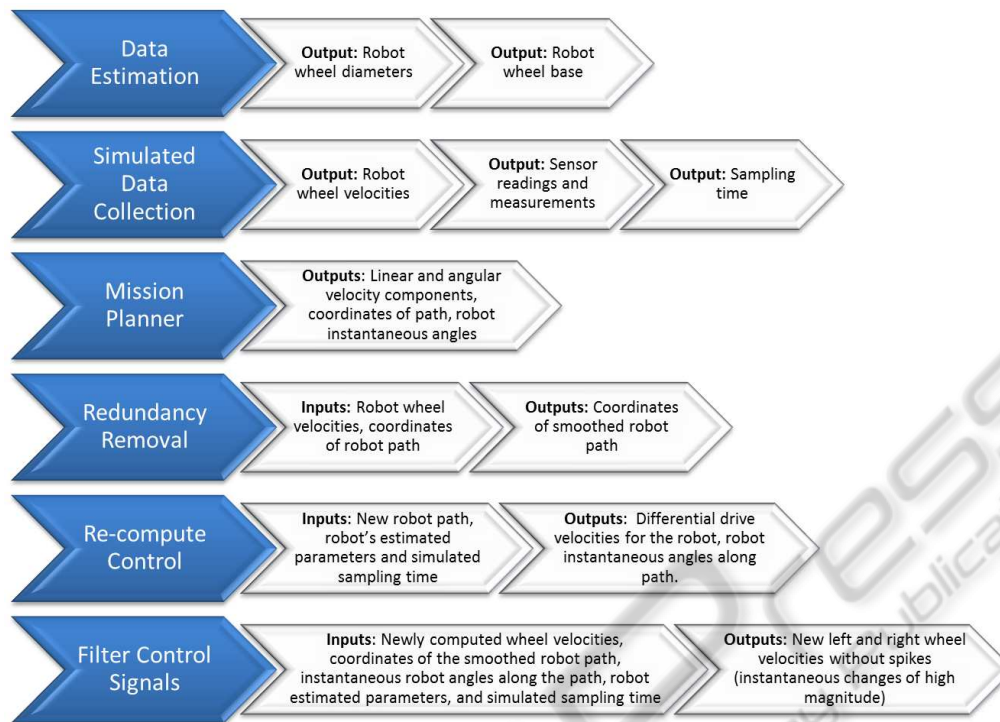 Data
Estimation
Output: Robot
wheel diameters
Output: Robot
wheel base
Simulated
Data
Collection
Output: Robot
wheel velocities
Output: Sensor
readings and
measurements
Output: Sampling
time
Mission
Planner
Outputs: Linear and angular
velocity components,
coordinates of path, robot
instantaneous angles
Redundancy
Removal
Inputs: Robot wheel
velocities, coordinates
of robot path
Outputs: Coordinates
of smoothed robot
path
Re-compute
Control
Inputs: New robot path,
robot's estimated
parameters and simulated
sampling time
Outputs: Differential drive
velocities for the robot, robot
instantaneous angles along
path.
Filter Control
Signals
Inputs: Newly computed wheel velocities,
coordinates of the smoothed robot path,
instantaneous robot angles along the path, robot
estimated parameters, and simulated sampling time
Outputs: New left and right wheel
velocities without spikes
(instantaneous changes of high
magnitude)